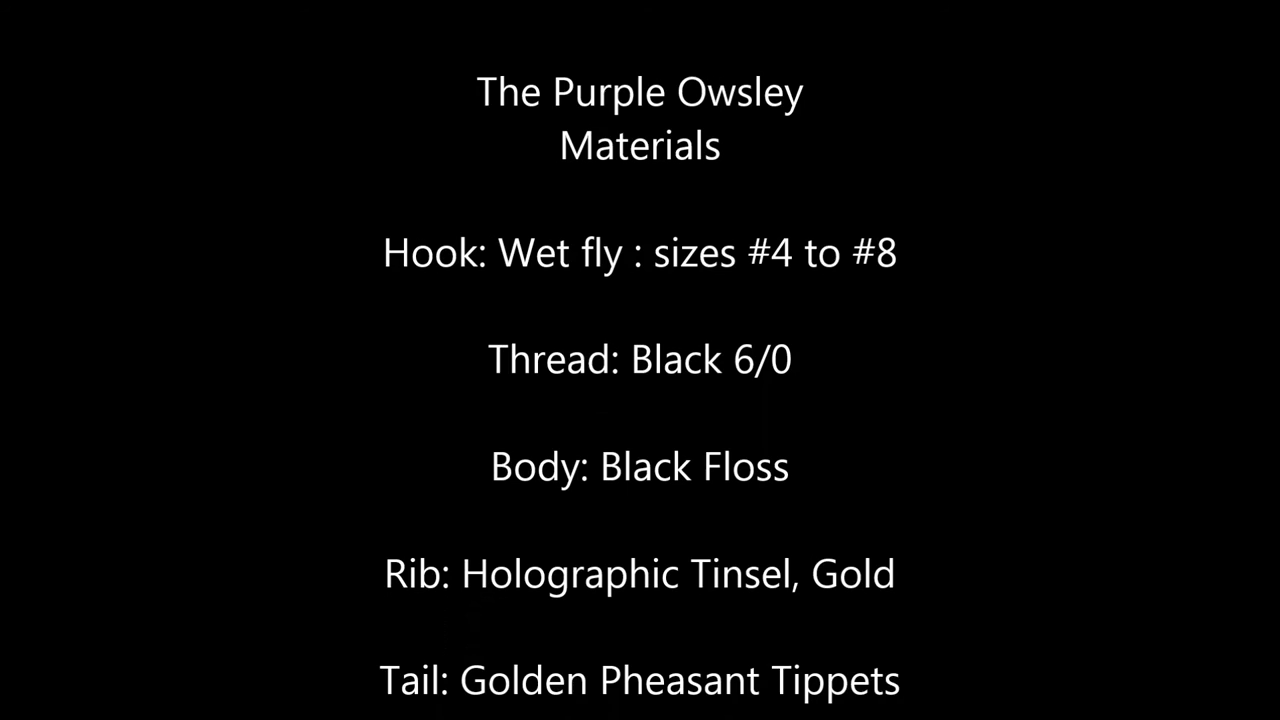 The Purple Owsley
Materials
Hook: Wet fly : sizes #4 to #8
Thread: Black 6/0
Body: Black Floss
Rib: Holographic Tinsel, Gold
Tail: Golden Pheasant Tippets